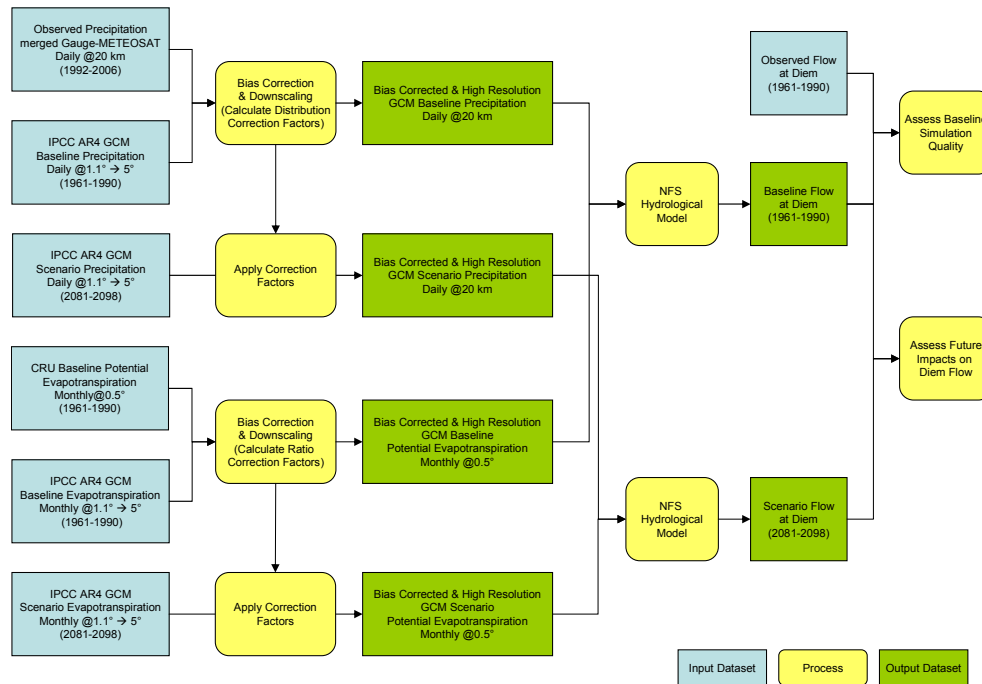 Observed Precipitation
merged Gauge-METEOSAT
Daily @20 km
(1992-2006)
IPCC AR4 GCM
Baseline Precipitation
Daily @1.1° → 5°
(1961-1990)
IPCC AR4 GCM
Scenario Precipitation
Daily @1.1° → 5°
(2081-2098)
CRU Baseline Potential
Evapotranspiration
Monthly@0.5°
(1961-1990)
IPCC AR4 GCM
Baseline Evapotranspiration
Monthly @1.1° → 5°
(1961-1990)
IPCC AR4 GCM
Scenario Evapotranspiration
Monthly @1.1° → 5°
(2081-2098)
Bias Correction
& Downscaling
(Calculate Distribution
Correction Factors)
Apply Correction
Factors
Bias Correction
& Downscaling
(Calculate Ratio
Correction Factors)
Apply Correction
Factors
Bias Corrected & High Resolution
GCM Baseline Precipitation
Daily @20 km
Bias Corrected & High Resolution
GCM Scenario Precipitation
Daily @20 km
Bias Corrected & High Resolution
GCM Baseline
Potential Evapotranspiration
Monthly @0.5°
Bias Corrected & High Resolution
GCM Scenario
Potential Evapotranspiration
Monthly @0.5°
NFS
Hydrological
Model
NFS
Hydrological
Model
Observed Flow
at Diem
(1961-1990)
Baseline Flow
at Diem
(1961-1990)
Scenario Flow
at Diem
(2081-2098)
Assess Baseline
Simulation
Quality
Assess Future
Impacts on
Diem Flow
Input Dataset
Process
Output Dataset